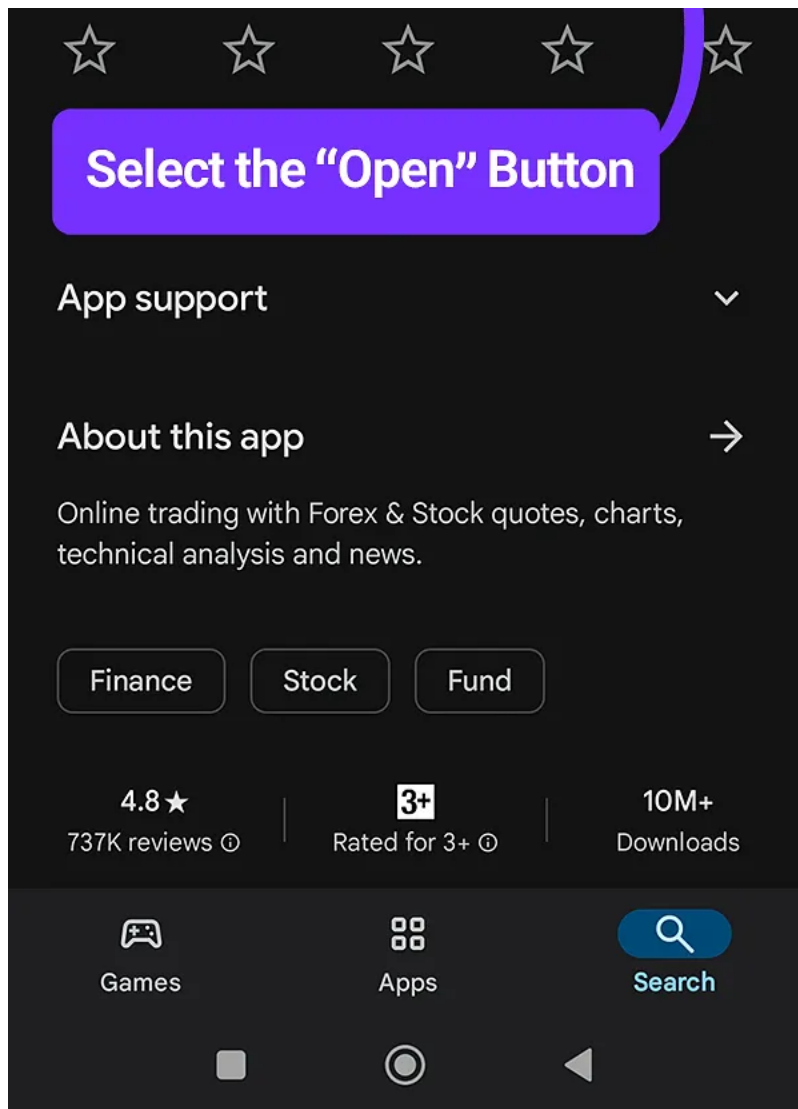 Select the “Open” Button
App support
About this app
Online trading with Forex & Stock quotes, charts,
technical analysis and news.
Finance Stock Fund
4.8★ 3+ 10M+
737K reviews Rated for 3+ Downloads
Games Apps Search